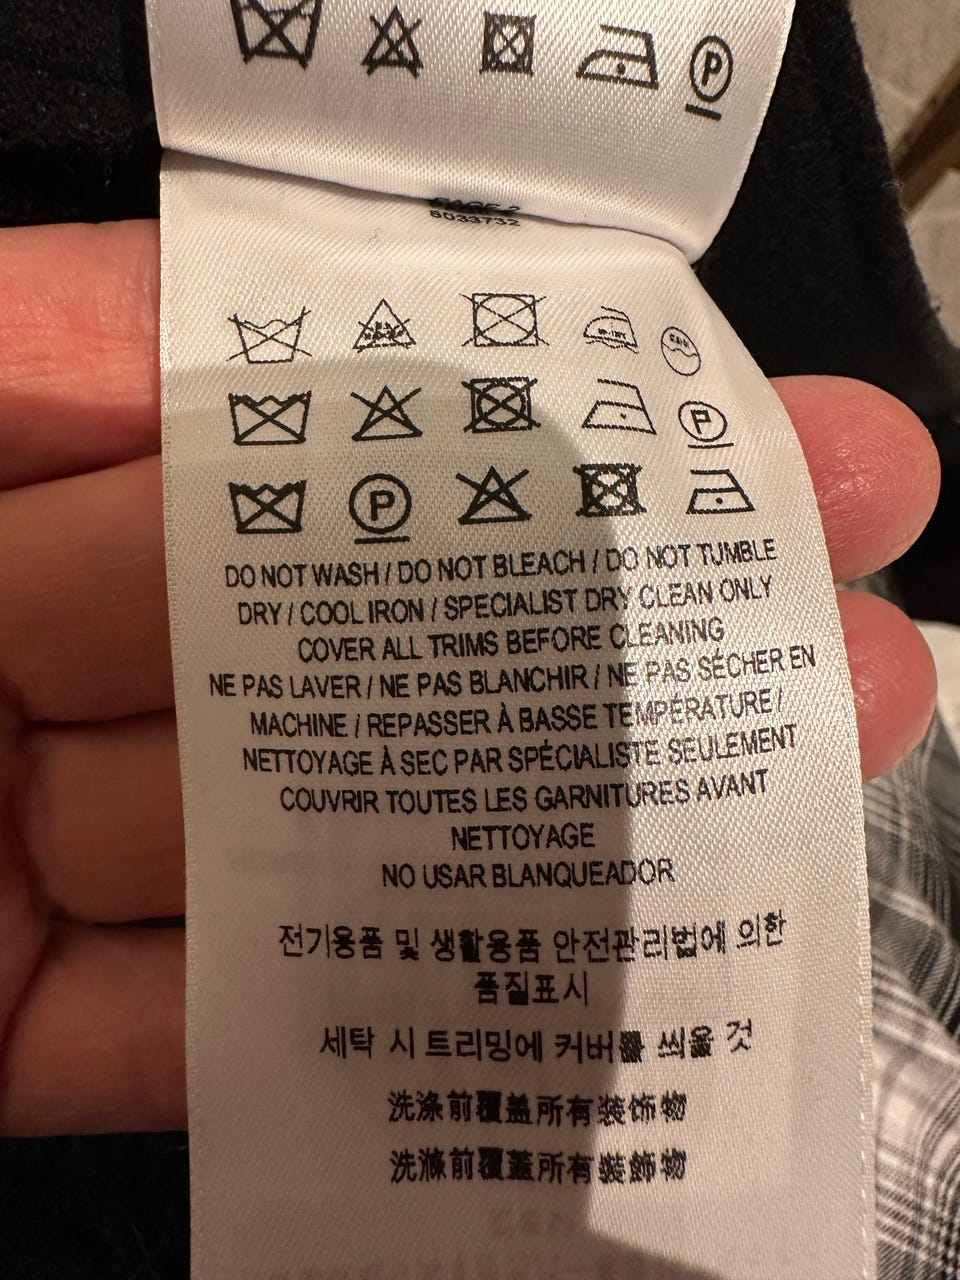 P
PAGE 2
5033732
P
P
DO NOT WASH / DO NOT BLEACH / DO NOT TUMBLE
DRY / COOL IRON / SPECIALIST DRY CLEAN ONLY
COVER ALL TRIMS BEFORE CLEANING
NE PAS LAVER / NE PAS BLANCHIR / NE PAS SÉCHER EN
MACHINE / REPASSER À BASSE TEMPÉRATURE /
NETTOYAGE À SEC PAR SPÉCIALISTE SEULEMENT
COUVRIR TOUTES LES GARNITURES AVANT
NETTOYAGE
NO USAR BLANQUEADOR
전기용품 및 생활용품 안전관리법에 의한
품질표시
세탁 시 트리밍에 커버를 씌울 것
洗涤前覆盖所有装饰物
洗滌前覆蓋所有裝飾物